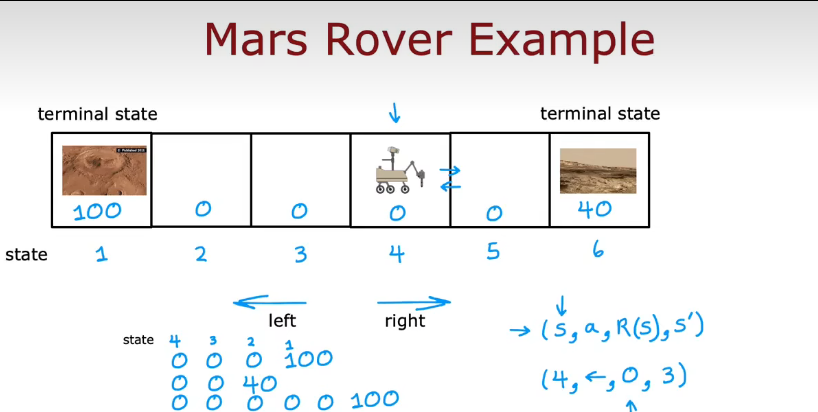 Mars Rover Example
terminal state
terminal state
100 0 0 0 0 40
state 1 2 3 4 5 6
left right
→ (s, a, R(s), s')
state 4 3 2 1
0 0 0 100
(4, ←, 0, 3)
0 0 40
0 0 0 0 0 100